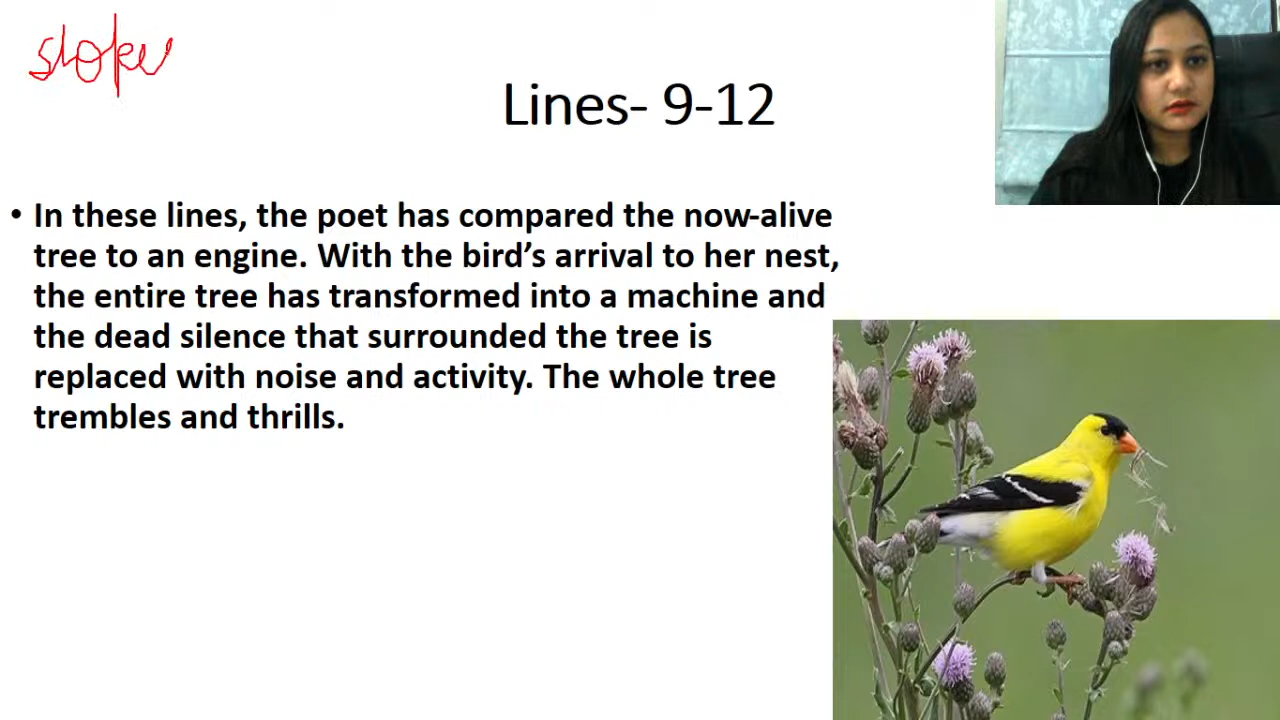 stoke
Lines- 9-12
• In these lines, the poet has compared the now-alive
tree to an engine. With the bird’s arrival to her nest,
the entire tree has transformed into a machine and
the dead silence that surrounded the tree is
replaced with noise and activity. The whole tree
trembles and thrills.